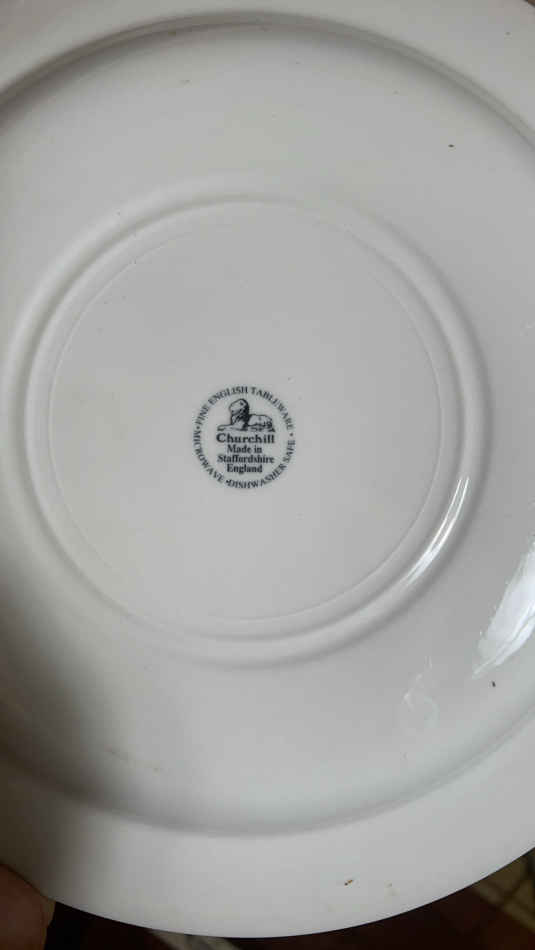 •FINE ENGLISH TABLEWARE•
Churchill
Made in
Staffordshire
England
MICROWAVE •DISHWASHER SAFE